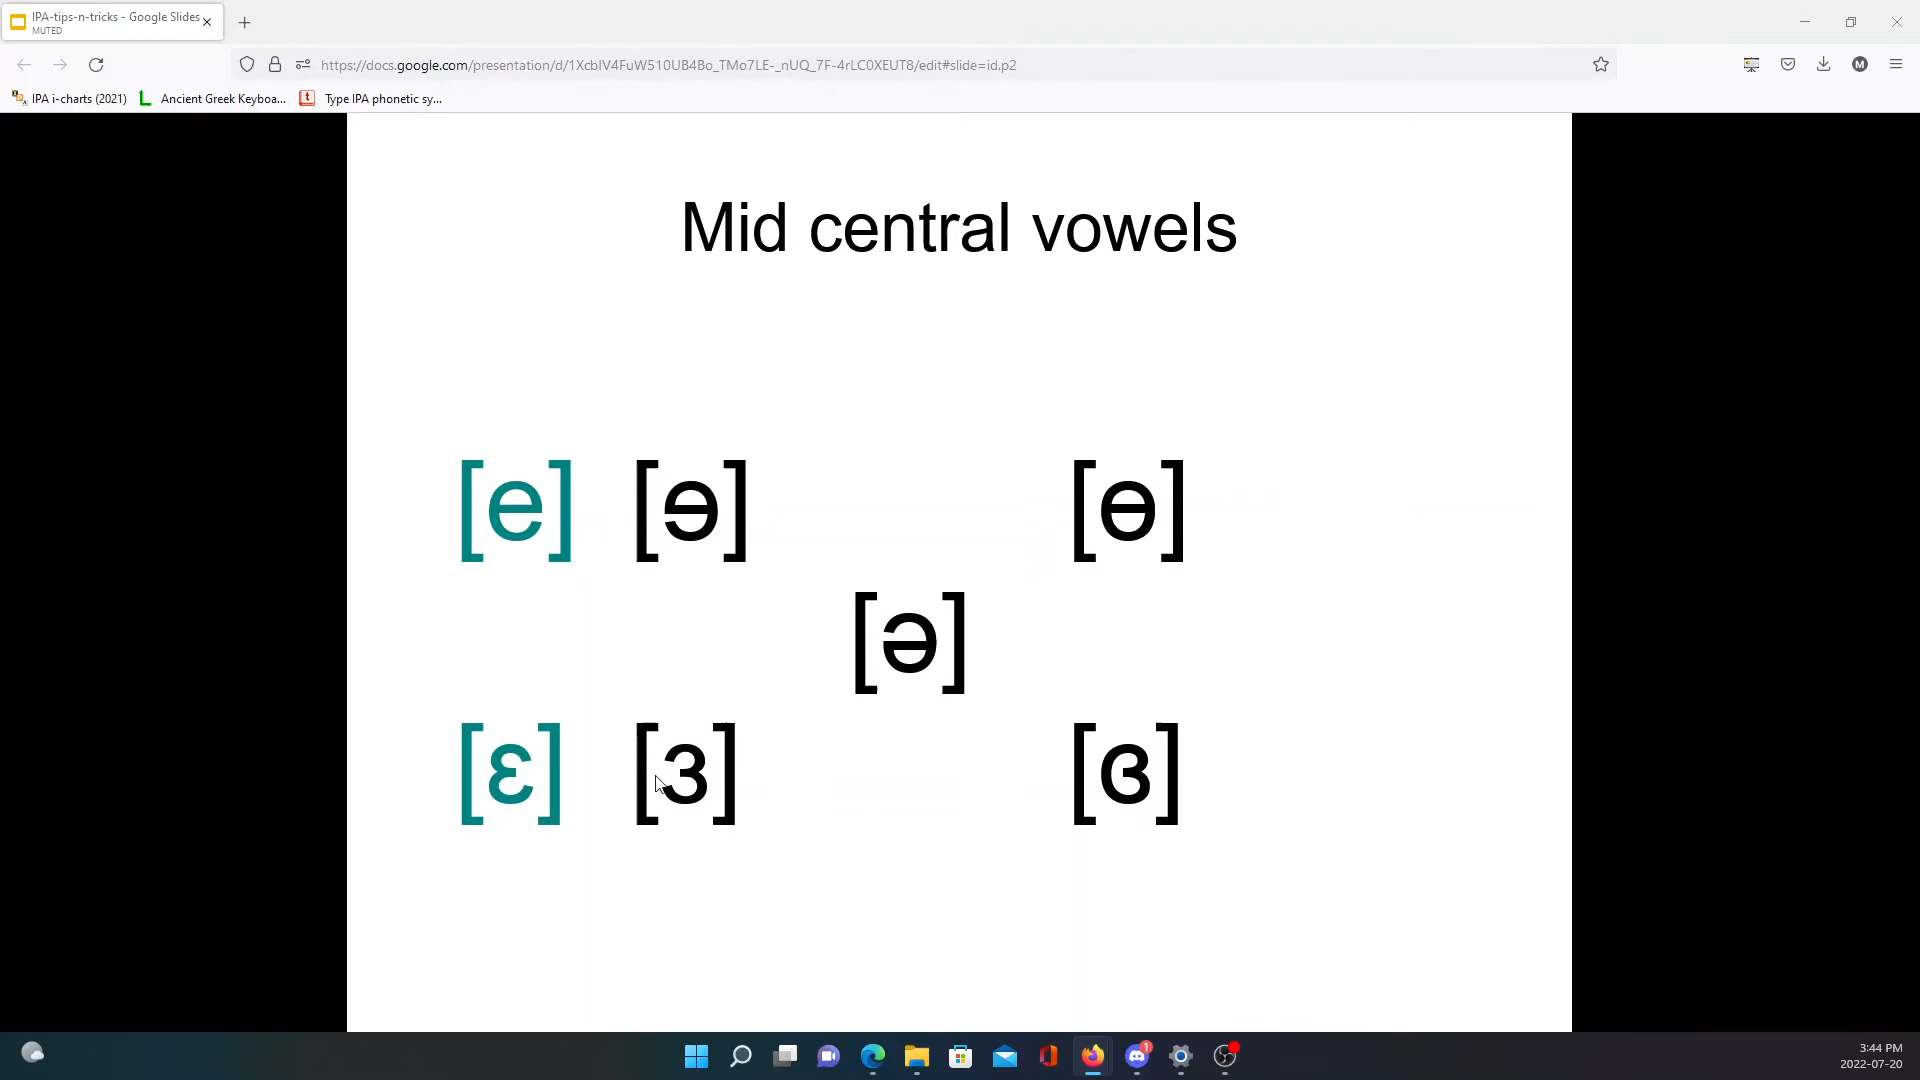 IPA-tips-n-tricks - Google Slides
MUTED
https://docs.google.com/presentation/d/1XcbIV4FuW510UB4Bo_TMo7LE-_nUQ_7F-4rLC0XEUT8/edit#slide=id.p2
M
IPA i-charts (2021) Ancient Greek Keyboa... Type IPA phonetic sy...
Mid central vowels
[e] [ɘ] [ɵ]
[ə]
[ɛ] [ɜ] [ɞ]
1
3:44 PM
2022-07-20